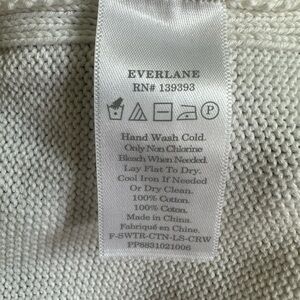 EVERLANE
RN# 139393
P
Hand Wash Cold.
Only Non Chlorine
Bleach When Needed.
Lay Flat To Dry.
Cool Iron If Needed
Or Dry Clean.
100% Cotton.
100% Coton.
Made in China.
Fabriqué en Chine.
F-SWTR-CTN-LS-CRW
PP8831021006